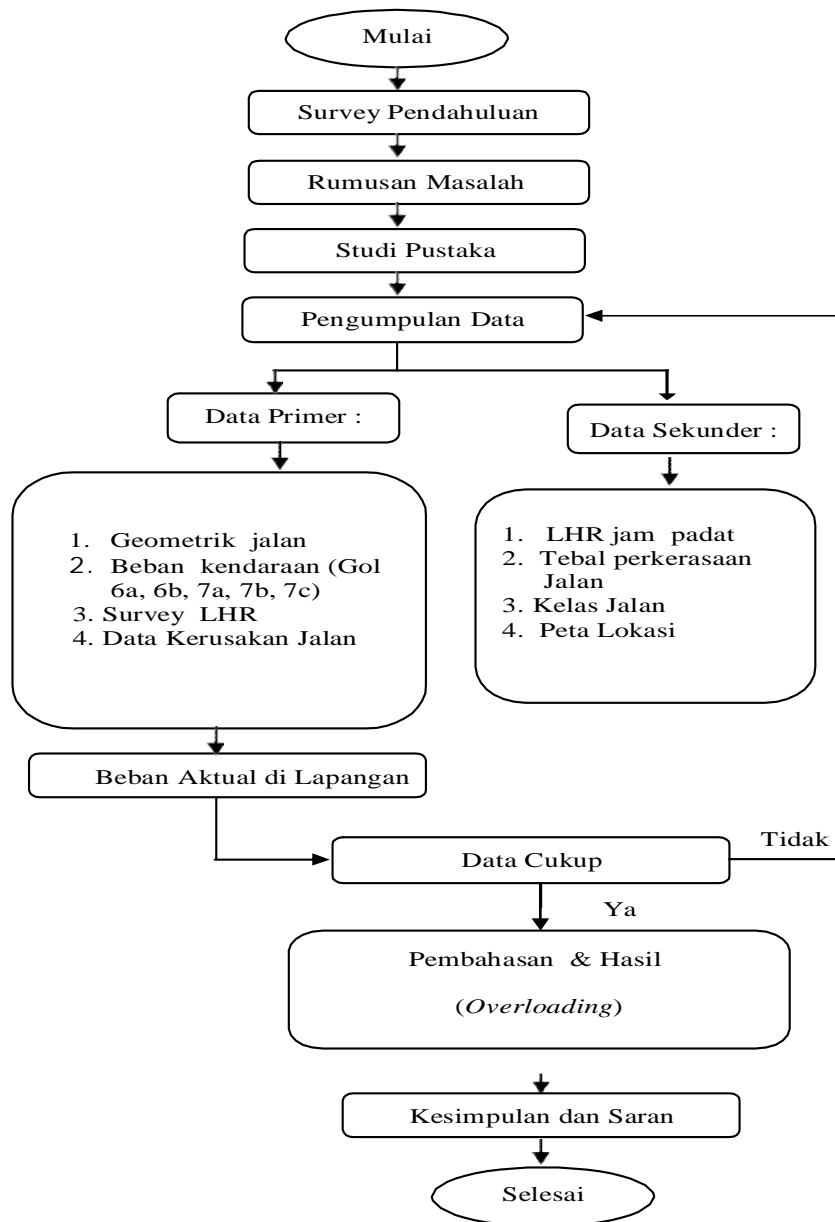 Mulai
Survey Pendahuluan
Rumusan Masalah
Studi Pustaka
Pengumpulan Data
Data Primer :
Data Sekunder :
1. Geometrik jalan
2. Beban kendaraan (Gol
6a, 6b, 7a, 7b, 7c)
3. Survey LHR
4. Data Kerusakan Jalan
1. LHR jam padat
2. Tebal perkerasaan
Jalan
3. Kelas Jalan
4. Peta Lokasi
Beban Aktual di Lapangan
Data Cukup
Tidak
Ya
Pembahasan & Hasil
(Overloading)
Kesimpulan dan Saran
Selesai